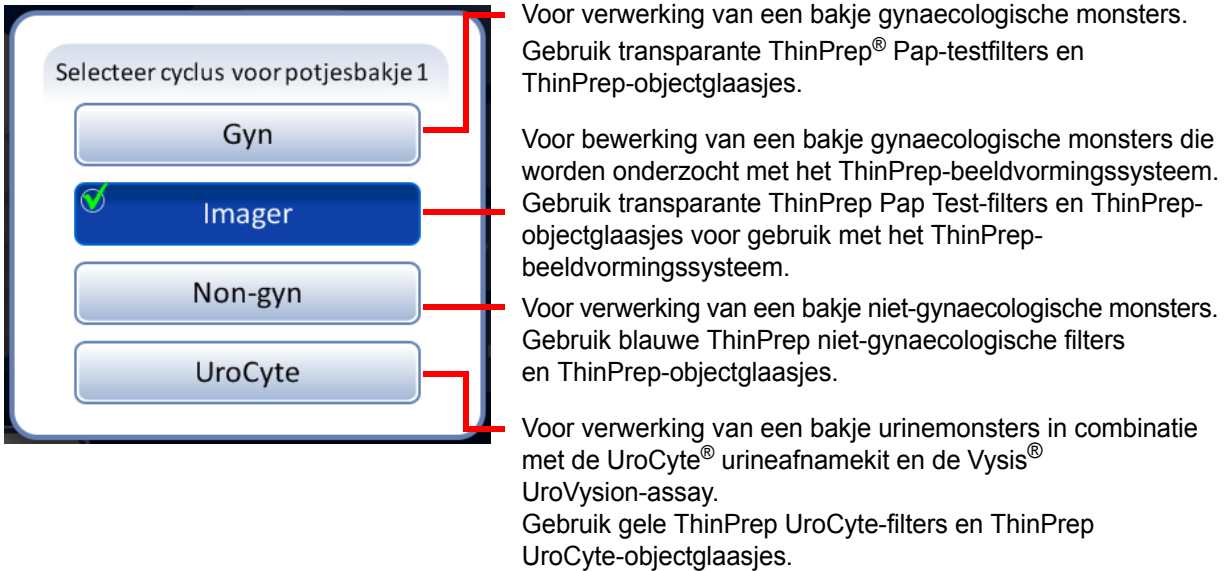 Selecteer cyclus voor potjesbakje 1
Gyn
Imager
Non-gyn
UroCyte
Voor verwerking van een bakje gynaecologische monsters.
Gebruik transparante ThinPrep® Pap-testfilters en
ThinPrep-objectglaasjes.
Voor bewerking van een bakje gynaecologische monsters die
worden onderzocht met het ThinPrep-beeldvormingssysteem.
Gebruik transparante ThinPrep Pap Test-filters en ThinPrep-
objectglaasjes voor gebruik met het ThinPrep-
beeldvormingssysteem.
Voor verwerking van een bakje niet-gynaecologische monsters.
Gebruik blauwe ThinPrep niet-gynaecologische filters
en ThinPrep-objectglaasjes.
Voor verwerking van een bakje urinemonsters in combinatie
met de UroCyte® urineafnamekit en de Vysis®
UroVysion-assay.
Gebruik gele ThinPrep UroCyte-filters en ThinPrep
UroCyte-objectglaasjes.